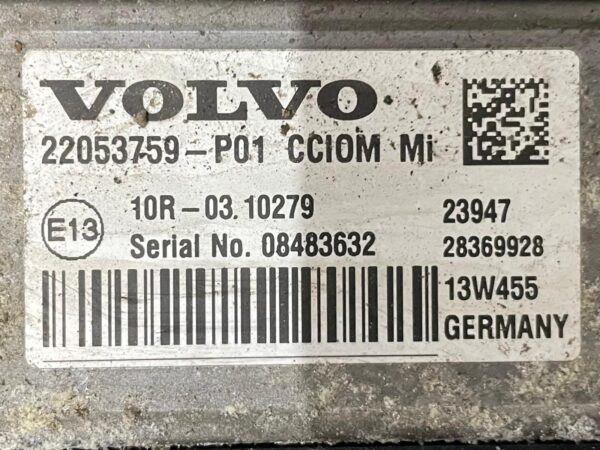 VOLVO
22053759-P01 CCIOM Mi
E13
10R-03.10279
23947
Serial No. 08483632
28369928
13W455
GERMANY